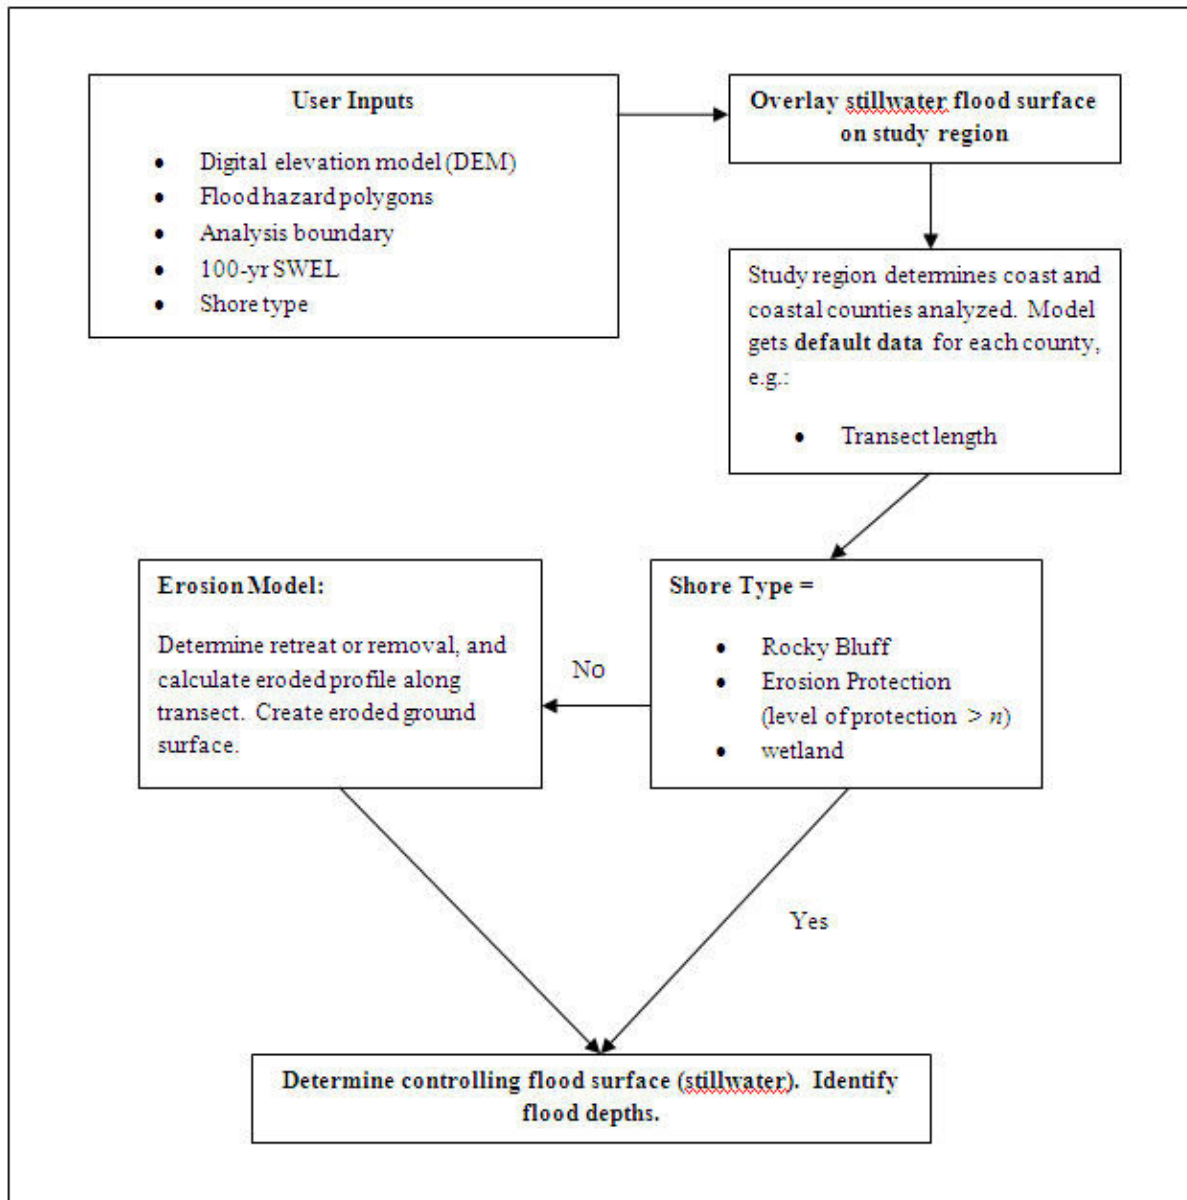 User Inputs
• Digital elevation model (DEM)
• Flood hazard polygons
• Analysis boundary
• 100-yr SWEL
• Shore type
Overlay stillwater flood surface
on study region
Study region determines coast and
coastal counties analyzed. Model
gets default data for each county,
e.g.:
• Transect length
Shore Type =
• Rocky Bluff
• Erosion Protection
(level of protection > n)
• wetland
No
Erosion Model:
Determine retreat or removal, and
calculate eroded profile along
transect. Create eroded ground
surface.
Yes
Determine controlling flood surface (stillwater). Identify
flood depths.